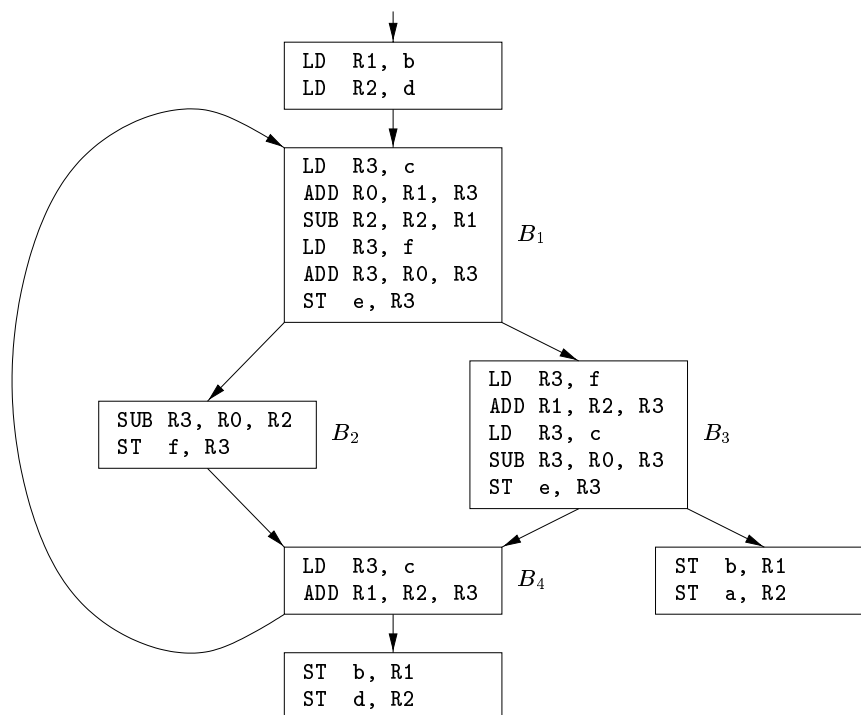 LD R1, b
LD R2, d
LD R3, c
ADD R0, R1, R3
SUB R2, R2, R1
LD R3, f
ADD R3, R0, R3
ST e, R3
B1
SUB R3, R0, R2
ST f, R3
B2
LD R3, f
ADD R1, R2, R3
LD R3, c
SUB R3, R0, R3
ST e, R3
B3
LD R3, c
ADD R1, R2, R3
B4
ST b, R1
ST a, R2
ST b, R1
ST d, R2